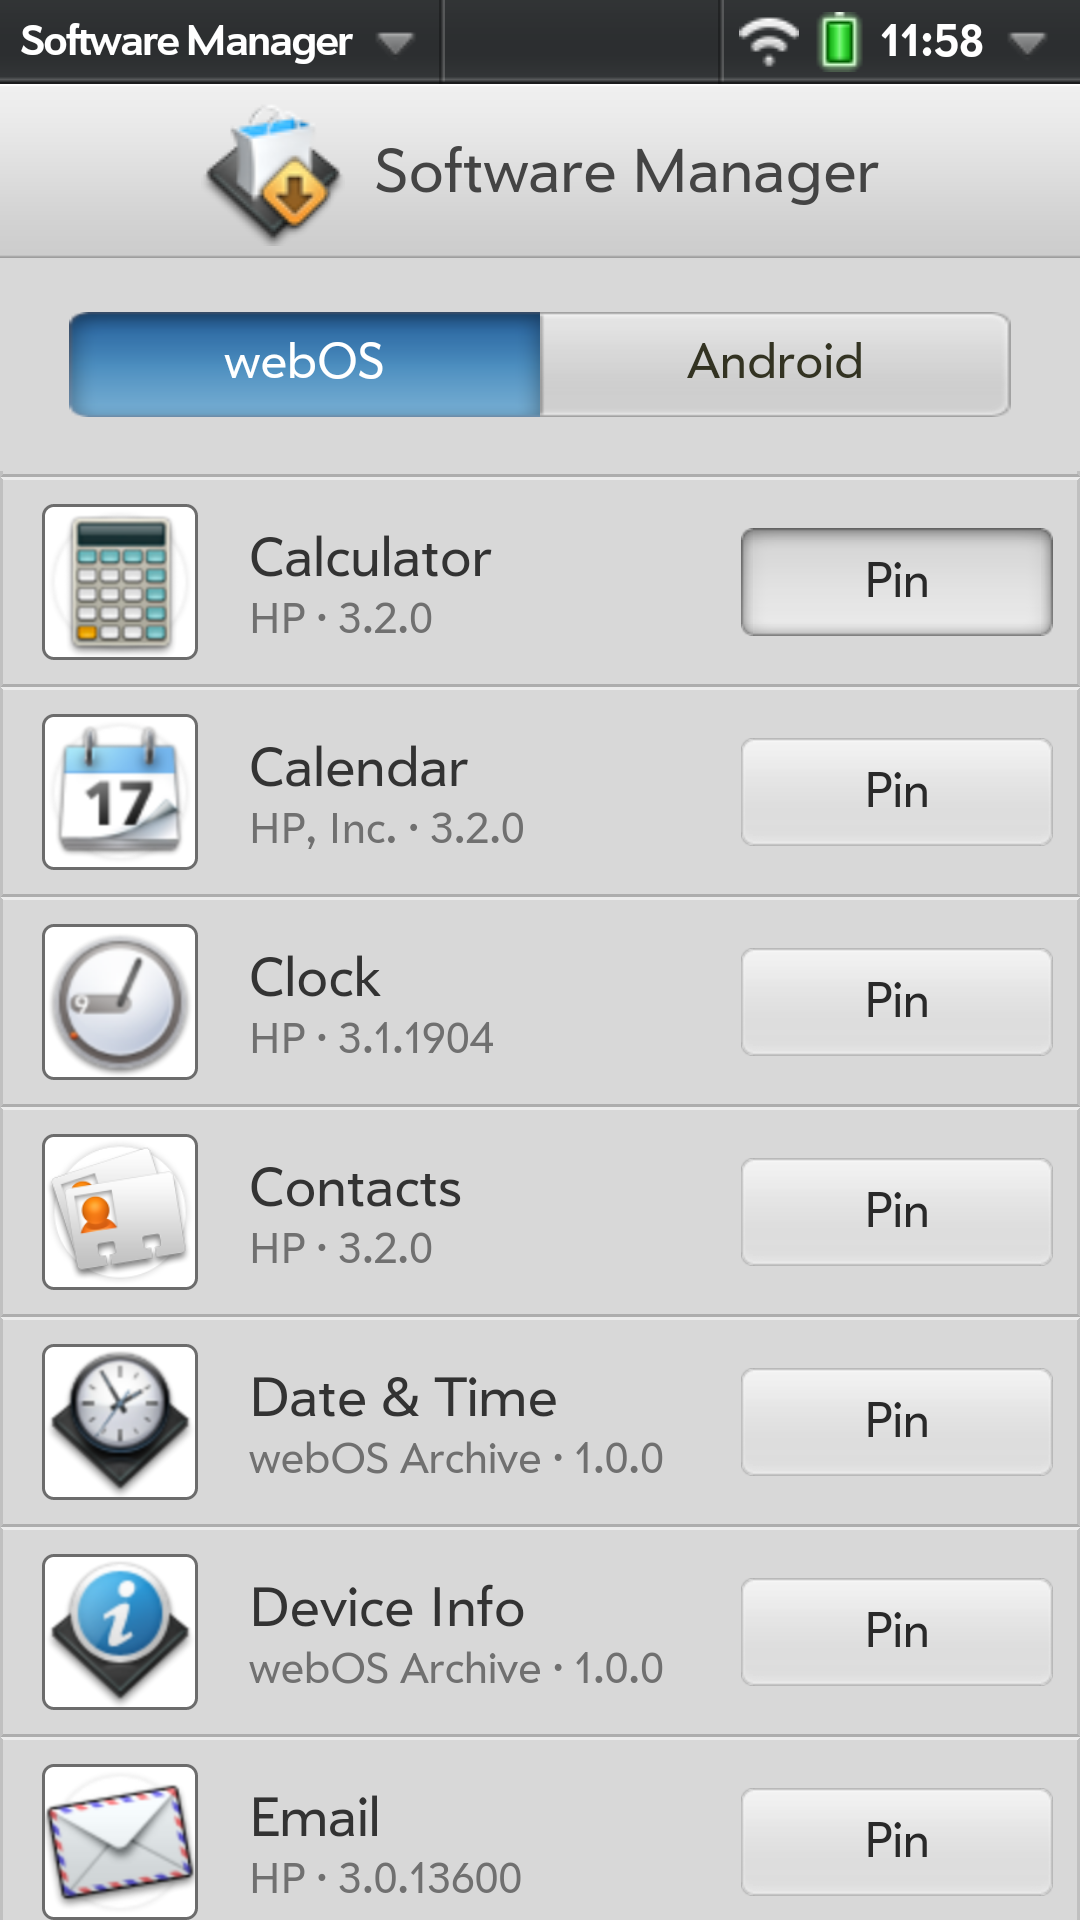 Software Manager 11:58
Software Manager
webOS Android
Calculator
HP · 3.2.0
Pin
17
Calendar
HP, Inc. · 3.2.0
Pin
9
Clock
HP · 3.1.1904
Pin
Contacts
HP · 3.2.0
Pin
Date & Time
webOS Archive · 1.0.0
Pin
i
Device Info
webOS Archive · 1.0.0
Pin
Email
HP · 3.0.13600
Pin